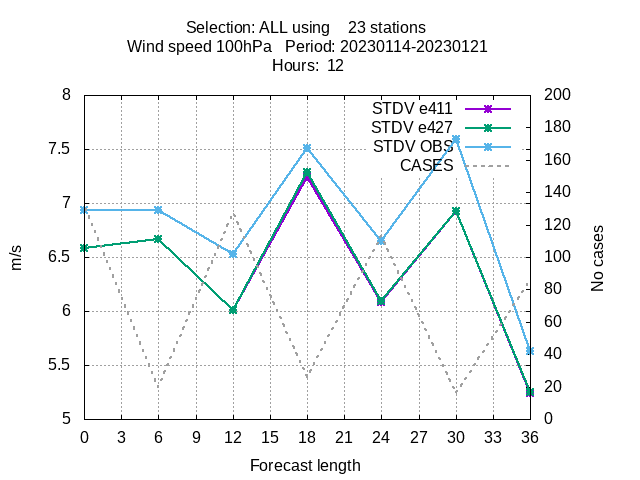 Selection: ALL using    23 stations
Wind speed 100hPa   Period: 20230114-20230121
Hours:  12
8
7.5
7
6.5
6
5.5
5
m/s
STDV e411
STDV e427
STDV OBS
CASES
200
180
160
140
120
100
80
60
40
20
0
No cases
0 3 6 9 12 15 18 21 24 27 30 33 36
Forecast length